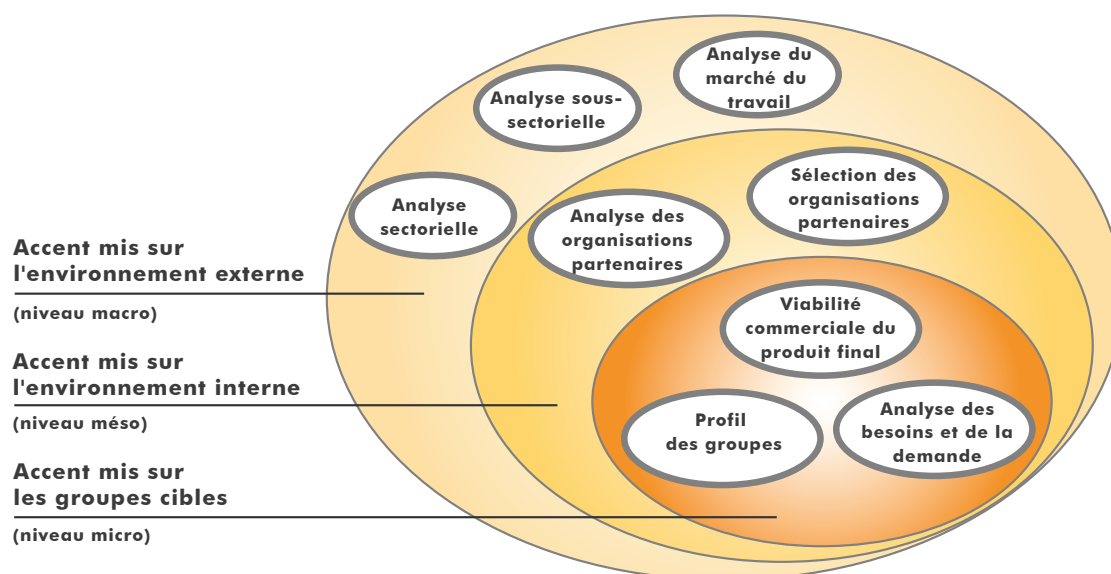 Analyse du
marché du
travail
Analyse sous-
sectorielle
Analyse
sectorielle
Sélection des
organisations
partenaires
Analyse des
organisations
partenaires
Accent mis sur
l'environnement externe
(niveau macro)
Viabilité
commerciale du
produit final
Accent mis sur
l'environnement interne
(niveau méso)
Profil
des groupes
Analyse des
besoins et de la
demande
Accent mis sur
les groupes cibles
(niveau micro)